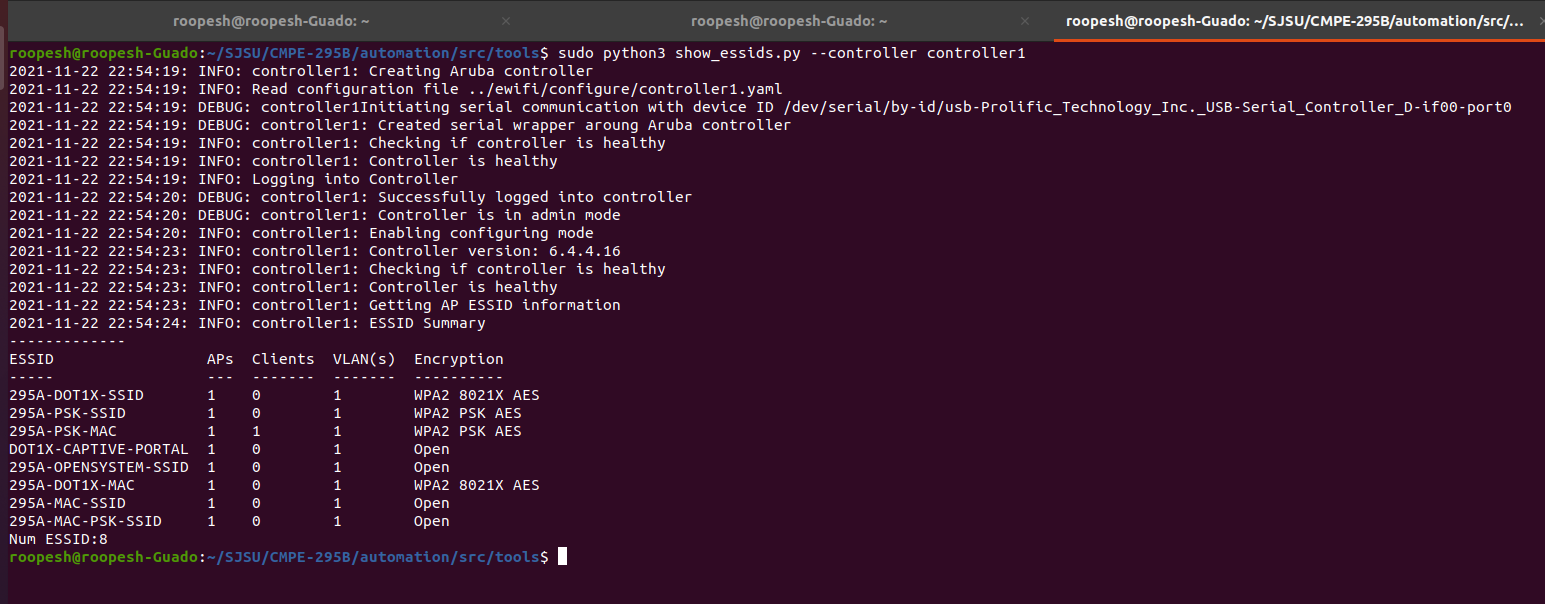 roopesh@roopesh-Guado: ~ × roopesh@roopesh-Guado: ~ × roopesh@roopesh-Guado: ~/SJSU/CMPE-295B/automation/src/... ×
roopesh@roopesh-Guado:~/SJSU/CMPE-295B/automation/src/tools$ sudo python3 show_essids.py --controller controller1
2021-11-22 22:54:19: INFO: controller1: Creating Aruba controller
2021-11-22 22:54:19: INFO: Read configuration file ../ewifi/configure/controller1.yaml
2021-11-22 22:54:19: DEBUG: controller1Initiating serial communication with device ID /dev/serial/by-id/usb-Prolific_Technology_Inc._USB-Serial_Controller_D-if00-port0
2021-11-22 22:54:19: DEBUG: controller1: Created serial wrapper aroung Aruba controller
2021-11-22 22:54:19: INFO: controller1: Checking if controller is healthy
2021-11-22 22:54:19: INFO: controller1: Controller is healthy
2021-11-22 22:54:19: INFO: Logging into Controller
2021-11-22 22:54:20: DEBUG: controller1: Successfully logged into controller
2021-11-22 22:54:20: DEBUG: controller1: Controller is in admin mode
2021-11-22 22:54:20: INFO: controller1: Enabling configuring mode
2021-11-22 22:54:23: INFO: controller1: Controller version: 6.4.4.16
2021-11-22 22:54:23: INFO: controller1: Checking if controller is healthy
2021-11-22 22:54:23: INFO: controller1: Controller is healthy
2021-11-22 22:54:23: INFO: controller1: Getting AP ESSID information
2021-11-22 22:54:24: INFO: controller1: ESSID Summary
-------------
ESSID                 APs  Clients  VLAN(s)  Encryption
-----                 ---  -------  -------  ----------
295A-DOT1X-SSID       1    0        1        WPA2 8021X AES
295A-PSK-SSID         1    0        1        WPA2 PSK AES
295A-PSK-MAC          1    1        1        WPA2 PSK AES
DOT1X-CAPTIVE-PORTAL  1    0        1        Open
295A-OPENSYSTEM-SSID  1    0        1        Open
295A-DOT1X-MAC        1    0        1        WPA2 8021X AES
295A-MAC-SSID         1    0        1        Open
295A-MAC-PSK-SSID     1    0        1        Open
Num ESSID:8
roopesh@roopesh-Guado:~/SJSU/CMPE-295B/automation/src/tools$